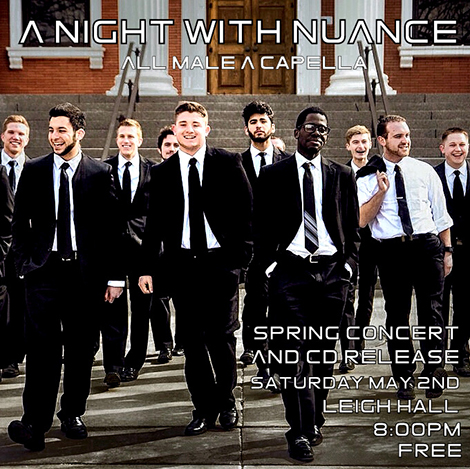 A NIGHT WITH NUANCE
ALL MALE A CAPELLA
SPRING CONCERT
AND CD RELEASE
SATURDAY MAY 2ND
LEIGH HALL
8:00PM
FREE